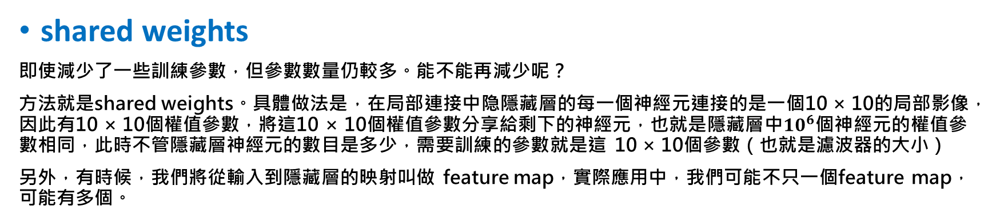 • shared weights
即使減少了一些訓練參數，但參數數量仍較多。能不能再減少呢？
方法就是shared weights。具體做法是，在局部連接中隐隱藏層的每一個神經元連接的是一個10 × 10的局部影像，
因此有10 × 10個權值參數，將這10 × 10個權值參數分享給剩下的神經元，也就是隱藏層中10⁶個神經元的權值參
數相同，此時不管隱藏層神經元的數目是多少，需要訓練的參數就是這 10 × 10個參數（也就是濾波器的大小）
另外，有時候，我們將從輸入到隱藏層的映射叫做 feature map，實際應用中，我們可能不只一個feature map，
可能有多個。